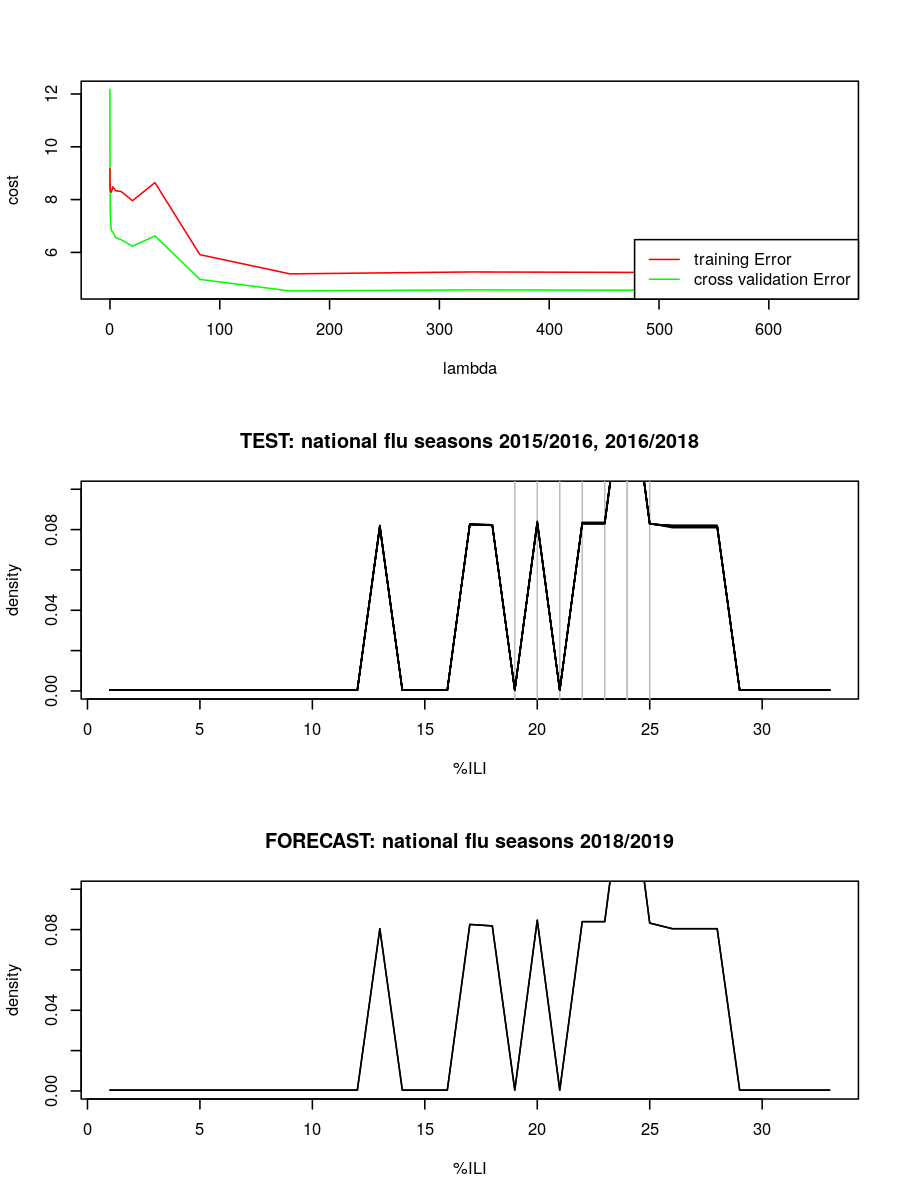 12
10
8
6
cost
training Error
cross validation Error
0 100 200 300 400 500 600
lambda
TEST: national flu seasons 2015/2016, 2016/2018
0.08
0.04
0.00
density
0 5 10 15 20 25 30
%ILI
FORECAST: national flu seasons 2018/2019
0.08
0.04
0.00
density
0 5 10 15 20 25 30
%ILI